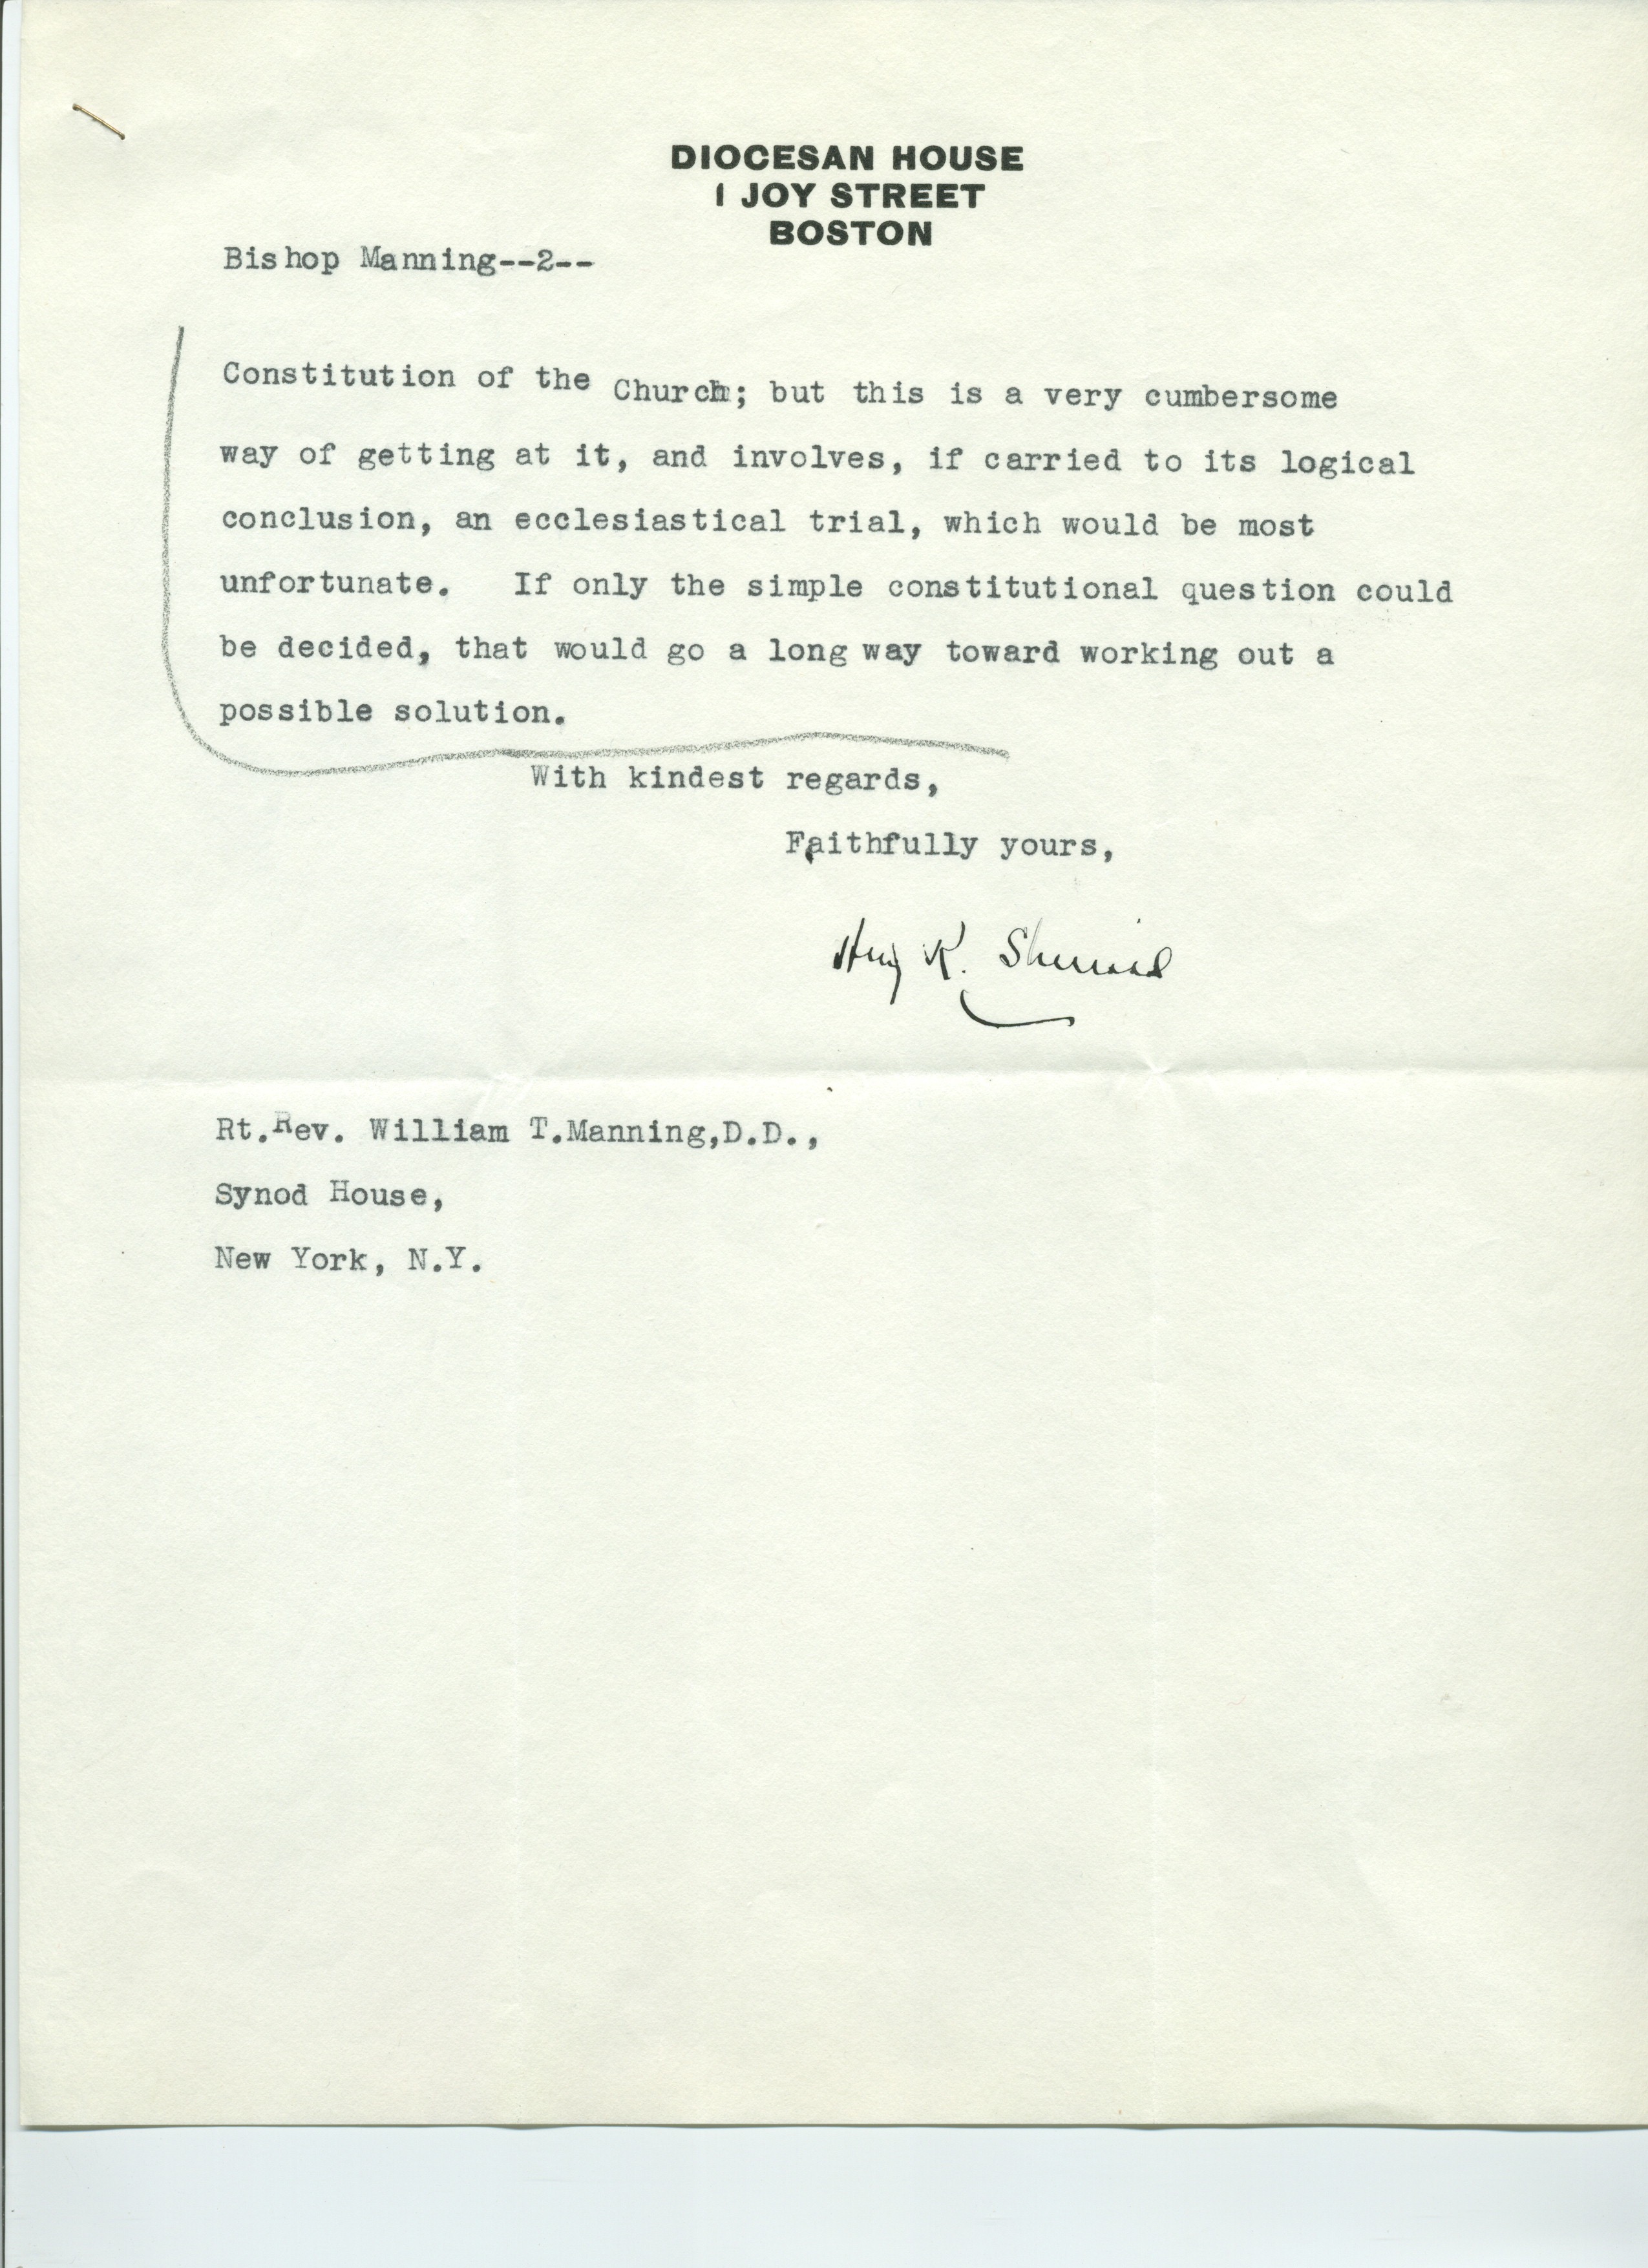 DIOCESAN HOUSE
1 JOY STREET
BOSTON
Bishop Manning--2--
Constitution of the Church; but this is a very cumbersome
way of getting at it, and involves, if carried to its logical
conclusion, an ecclesiastical trial, which would be most
unfortunate. If only the simple constitutional question could
be decided, that would go a long way toward working out a
possible solution.
With kindest regards,
Faithfully yours,
Henry K. Sherrill
Rt.Rev. William T.Manning,D.D.,
Synod House,
New York, N.Y.